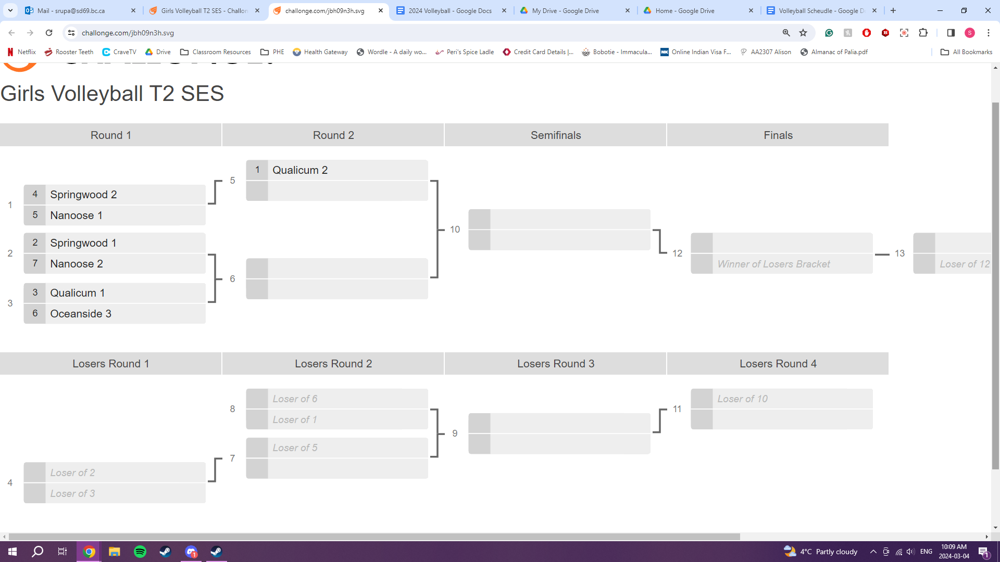 Mail - srupa@sd69.bc.ca
Girls Volleyball T2 SES - Challon
challonge.com/jbh09n3h.svg
2024 Volleyball - Google Docs
My Drive - Google Drive
Home - Google Drive
Volleyball Scheudle - Google D
challonge.com/jbh09n3h.svg
S
Netflix
Rooster Teeth
CraveTV
Drive
Classroom Resources
PHE
Health Gateway
Wordle - A daily wo...
Peri's Spice Ladle
Credit Card Details |...
Bobotie - Immacula...
NK
Online Indian Visa F...
AA2307 Alison
Almanac of Palia.pdf
All Bookmarks
Girls Volleyball T2 SES
Round 1
Round 2
Semifinals
Finals
1
4 Springwood 2
5 Nanoose 1
2
2 Springwood 1
7 Nanoose 2
3
3 Qualicum 1
6 Oceanside 3
5
1 Qualicum 2
6
10
12
Winner of Losers Bracket
13
Loser of 12
Losers Round 1
Losers Round 2
Losers Round 3
Losers Round 4
4
Loser of 2
Loser of 3
8
Loser of 6
Loser of 1
7
Loser of 5
9
11
Loser of 10
1
4°C Partly cloudy
ENG
10:09 AM
2024-03-04
1